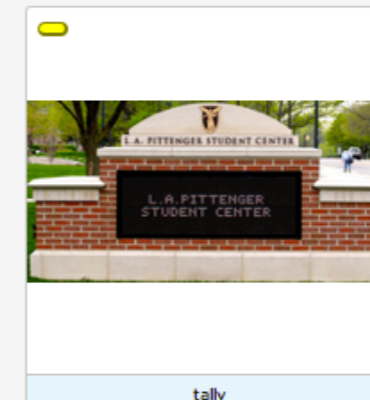 L.A. PITTENGER STUDENT CENTER
L.A.PITTENGER
STUDENT CENTER
tally